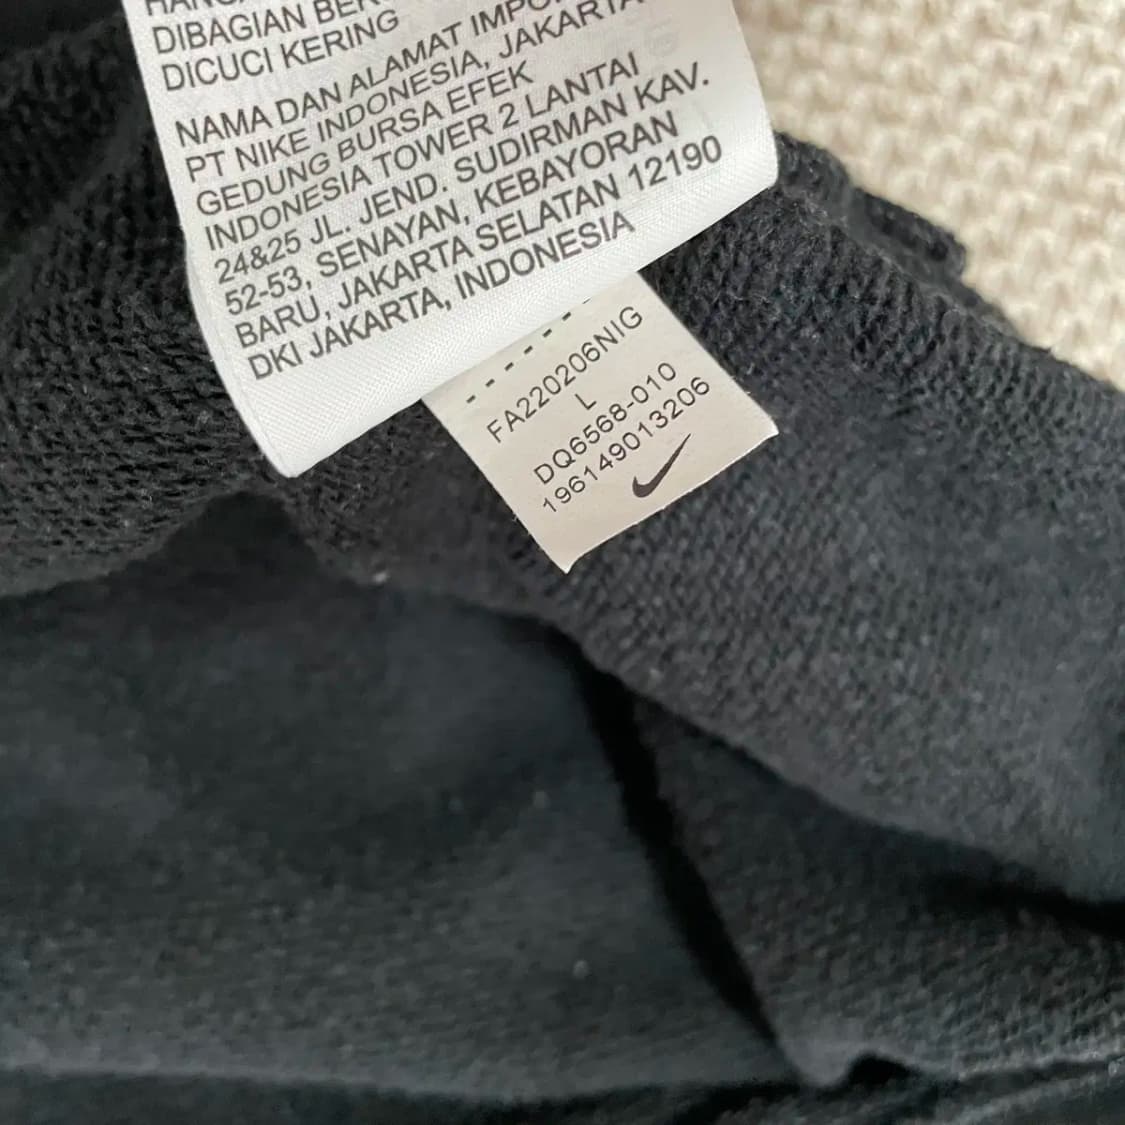 DIBAGIAN
DICUCI KERING
NAMA DAN ALAMAT
PT NIKE INDONESIA, JAKARTA
GEDUNG BURSA EFEK
INDONESIA TOWER 2 LANTAI
24&25 JL. JEND. SUDIRMAN KAV.
52-53, SENAYAN, KEBAYORAN
BARU, JAKARTA SELATAN 12190
DKI JAKARTA, INDONESIA
FA220206NIG
L
DQ6568-010
196149013206